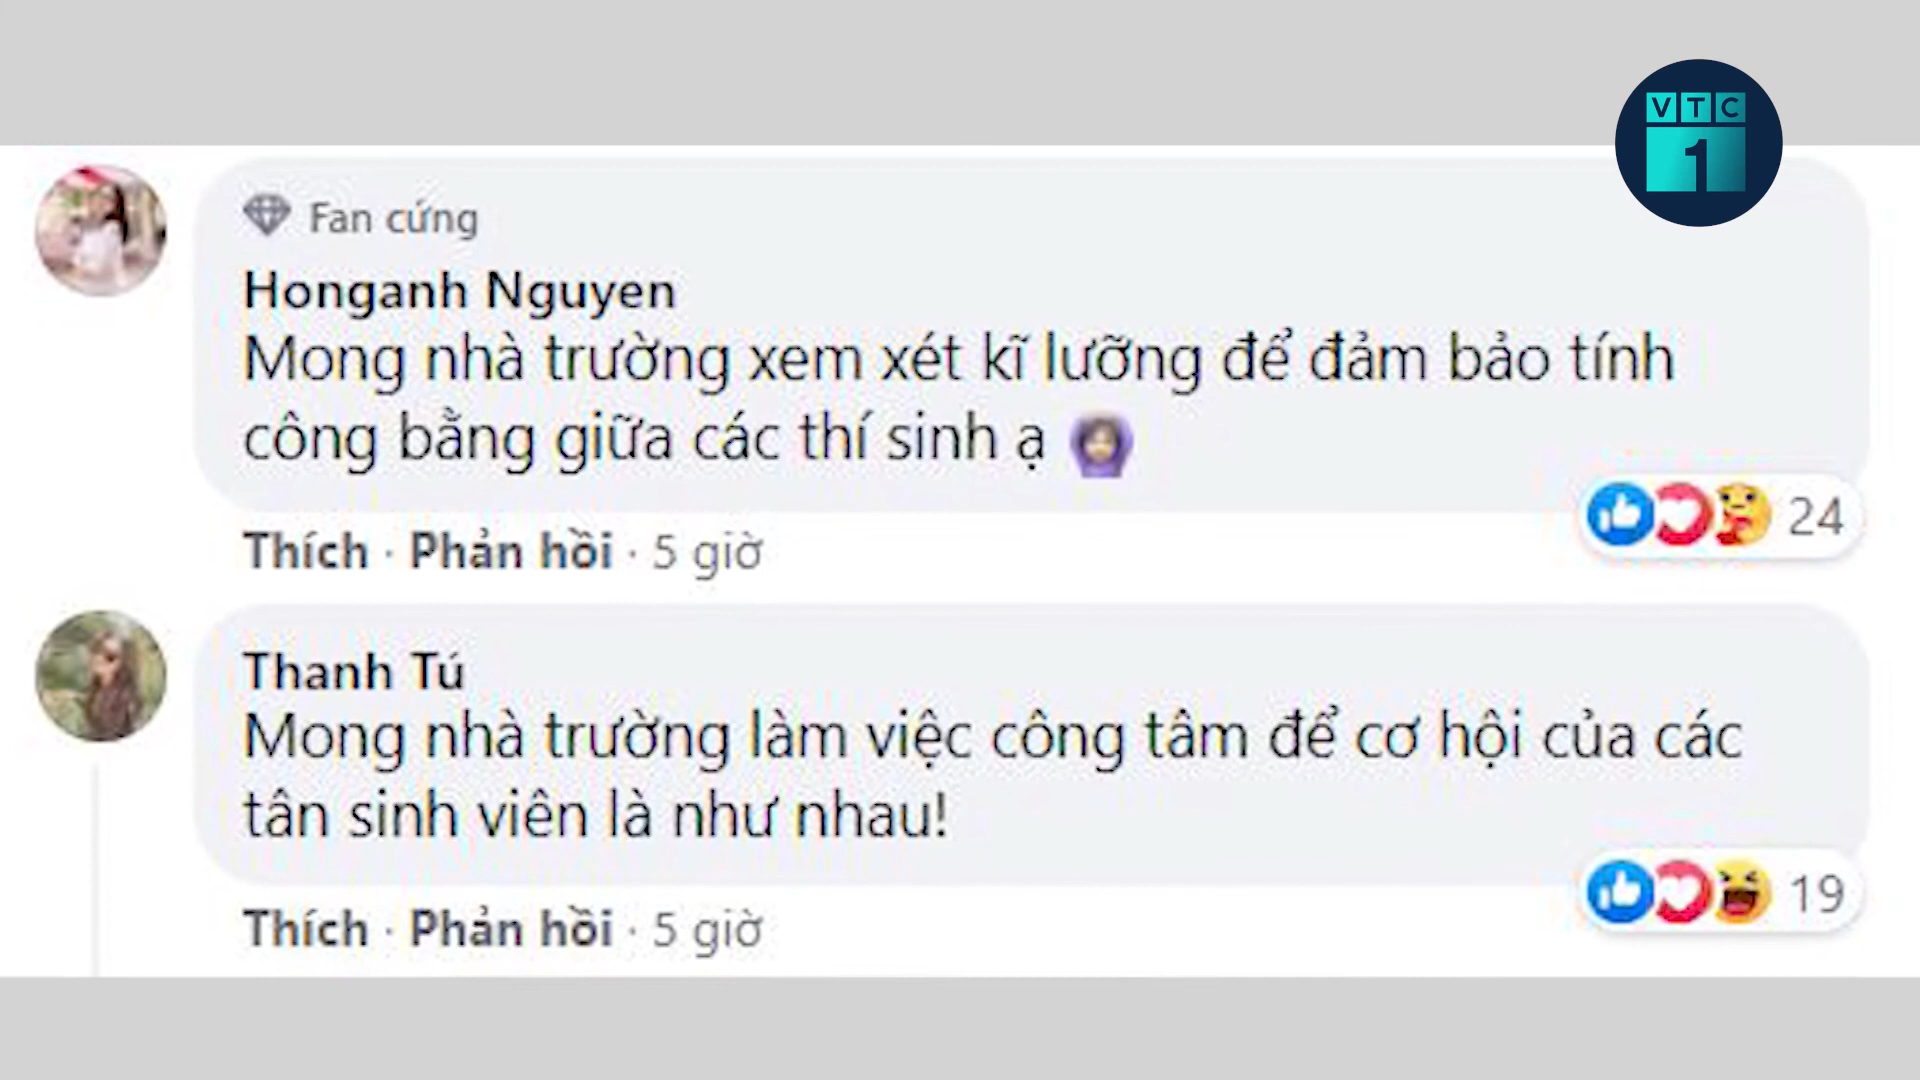 VTC
1
Fan cứng
Honganh Nguyen
Mong nhà trường xem xét kĩ lưỡng để đảm bảo tính
công bằng giữa các thí sinh ạ 🙆🏻‍♀️
24
Thích · Phản hồi · 5 giờ
Thanh Tú
Mong nhà trường làm việc công tâm để cơ hội của các
tân sinh viên là như nhau!
19
Thích · Phản hồi · 5 giờ